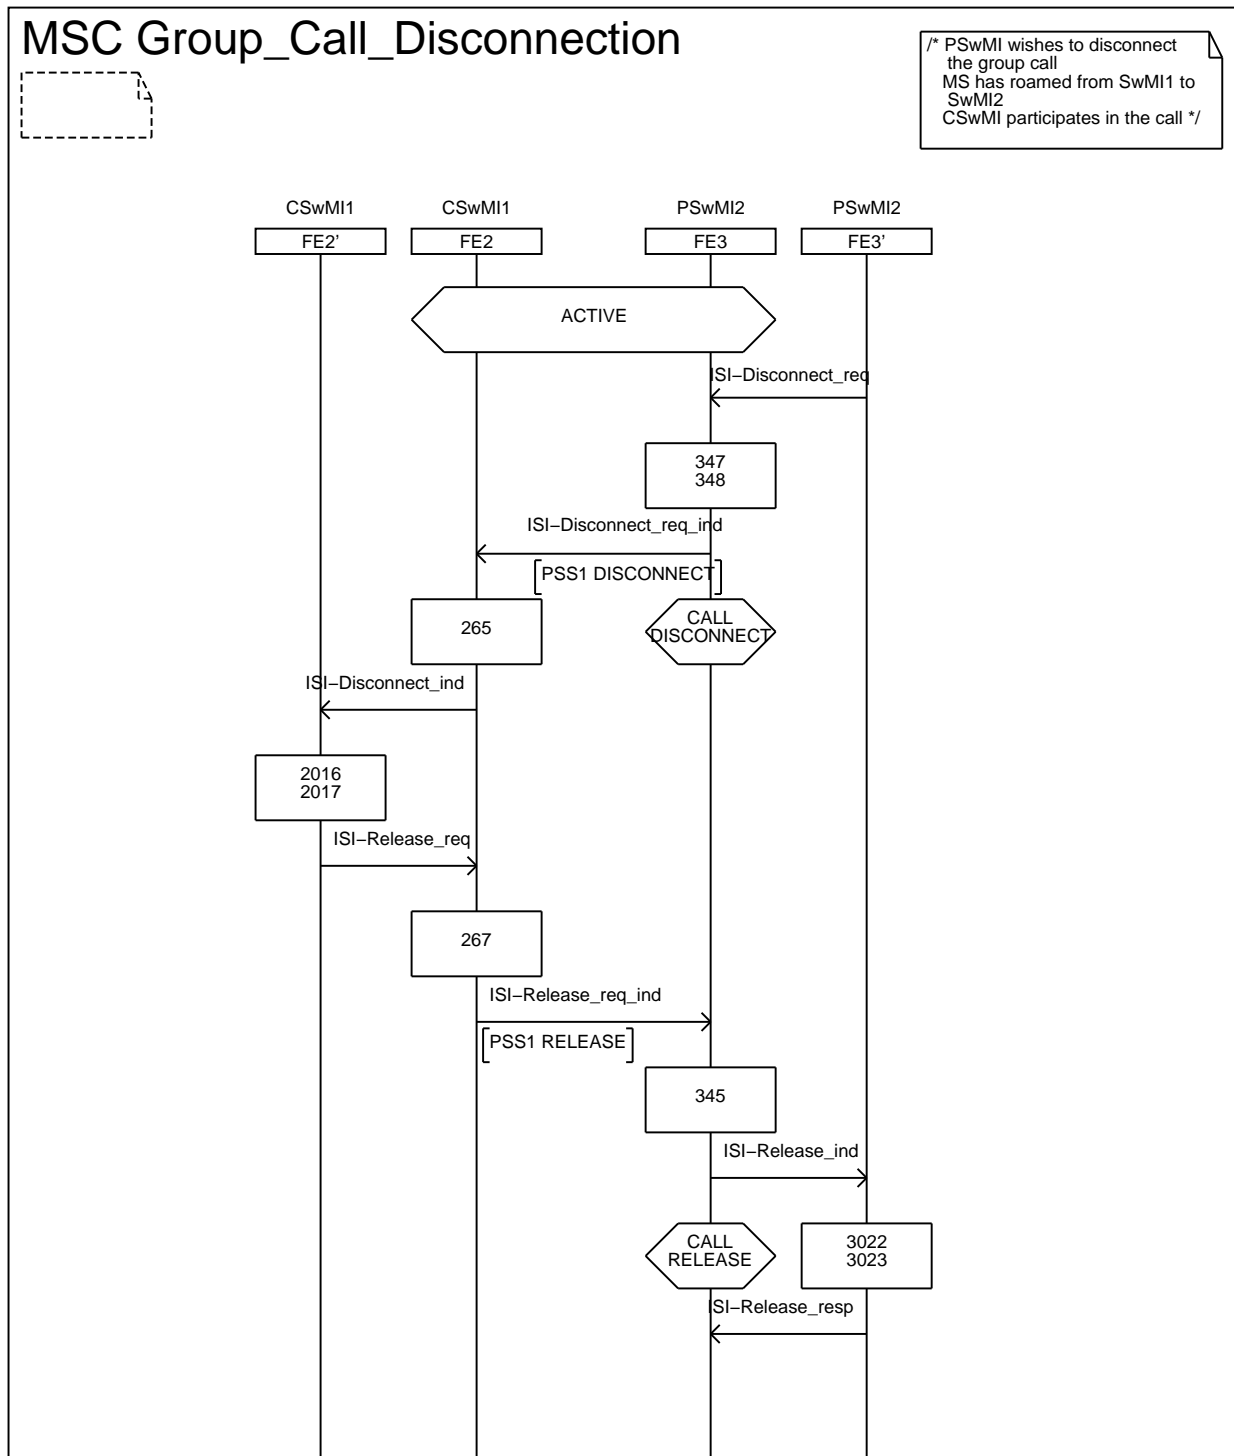 MSC Group_Call_Disconnection
/* PSwMI wishes to disconnect
the group call
MS has roamed from SwMI1 to
SwMI2
CSwMI participates in the call */
CSwMI1 CSwMI1 PSwMI2 PSwMI2
FE2' FE2 FE3 FE3'
ACTIVE
ISI−Disconnect_req
347
348
ISI−Disconnect_req_ind
PSS1 DISCONNECT
265
CALL
DISCONNECT
ISI−Disconnect_ind
2016
2017
ISI−Release_req
267
ISI−Release_req_ind
PSS1 RELEASE
345
ISI−Release_ind
CALL
RELEASE
3022
3023
ISI−Release_resp